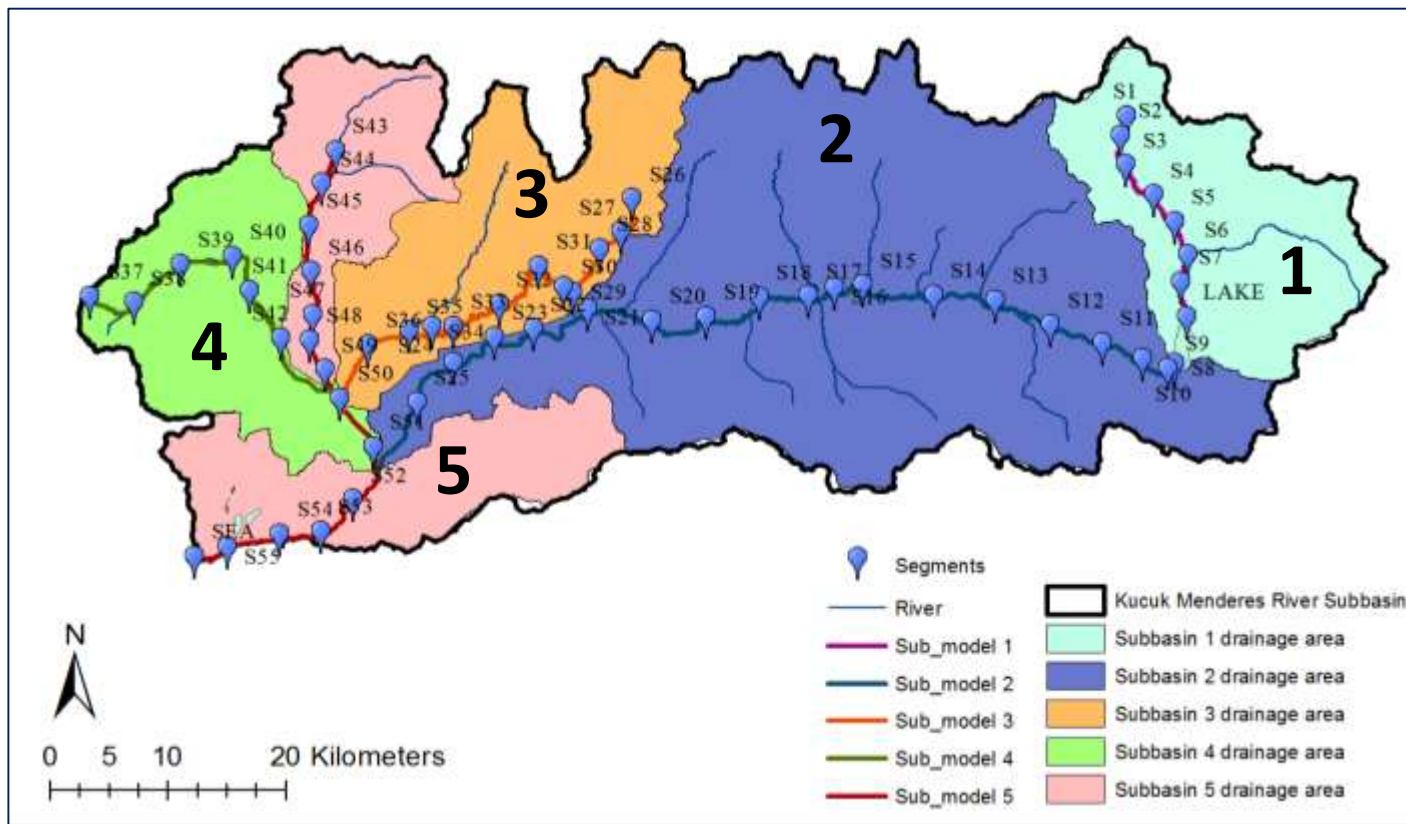 S1
S2
S3
S4
S5
S6
S7
LAKE
1
S9
S8
S10
S11
S12
S13
S14
S15
S16
S17
S18
S19
S20
S21
2
S26
S27
S28
S29
S31
3
S23
S34
S35
S36
S25
S43
S44
S45
S46
S47
S48
S49
S50
S37
S38
S39
S40
S41
S42
4
5
S54
SEA
S55
N
0 5 10 20 Kilometers
Segments
River
Sub_model 1
Sub_model 2
Sub_model 3
Sub_model 4
Sub_model 5
Kucuk Menderes River Subbasin
Subbasin 1 drainage area
Subbasin 2 drainage area
Subbasin 3 drainage area
Subbasin 4 drainage area
Subbasin 5 drainage area